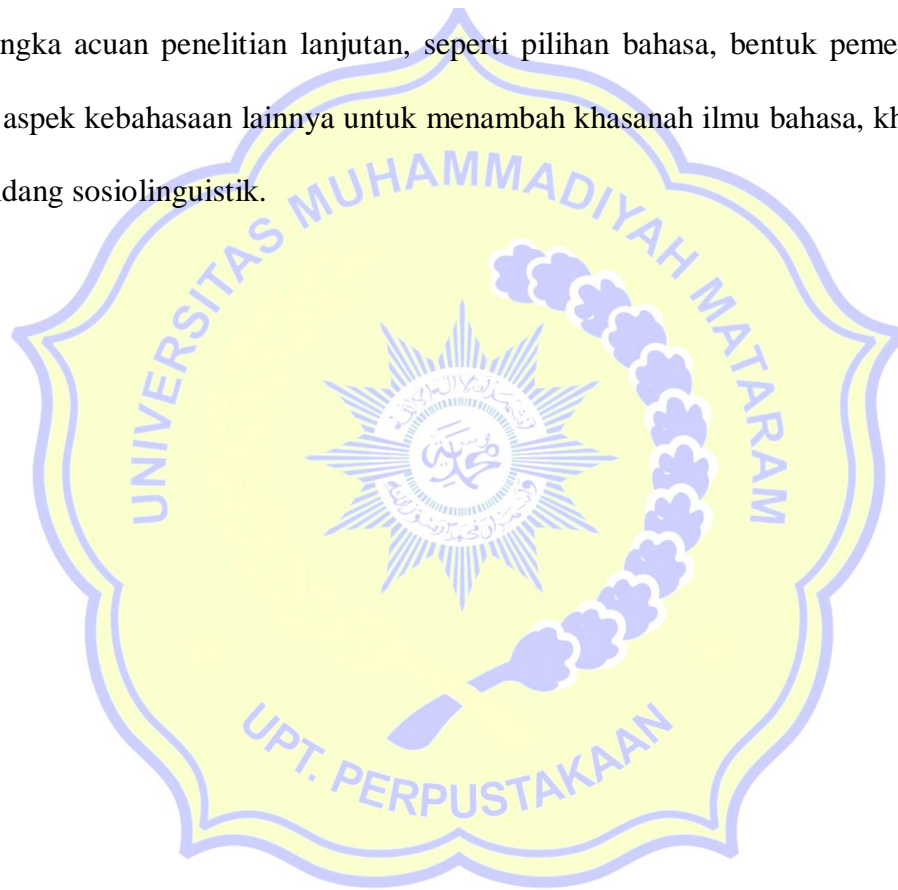 ngka acuan penelitian lanjutan, seperti pilihan bahasa, bentuk peme
aspek kebahasaan lainnya untuk menambah khasanah ilmu bahasa, kh
dang sosiolinguistik.
UNIVERSITAS MUHAMMADIYAH MATARAM
UPT. PERPUSTAKAAN